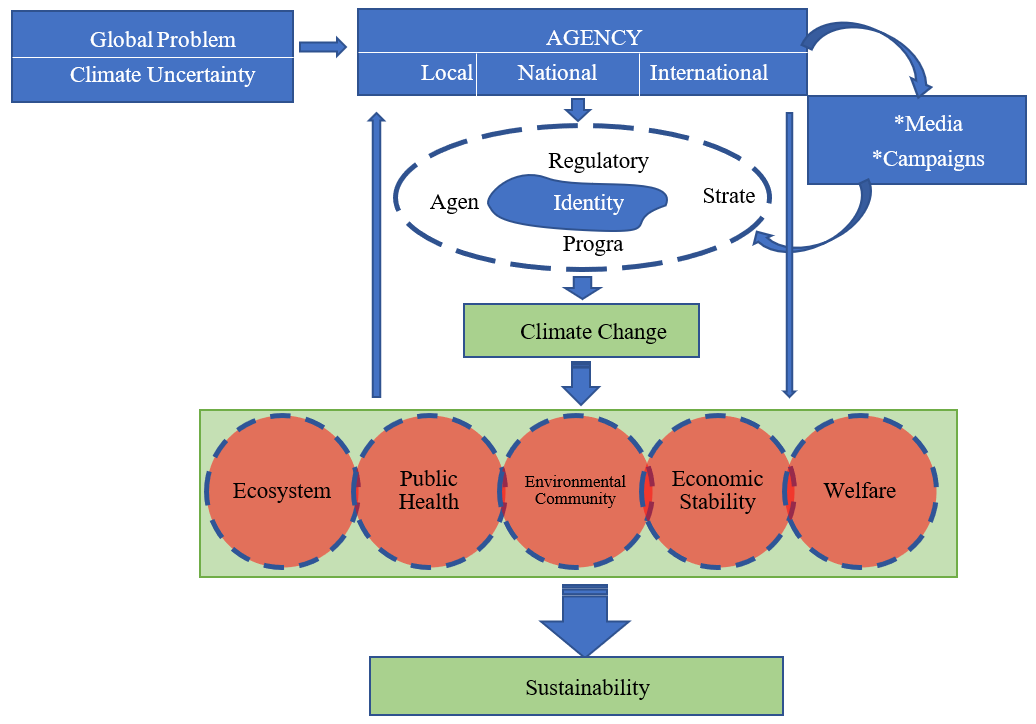 Global Problem
Climate Uncertainty
AGENCY
Local National International
*Media
*Campaigns
Regulatory
Agen Identity Strate
Progra
Climate Change
Ecosystem
Public
Health
Environmental
Community
Economic
Stability
Welfare
Sustainability